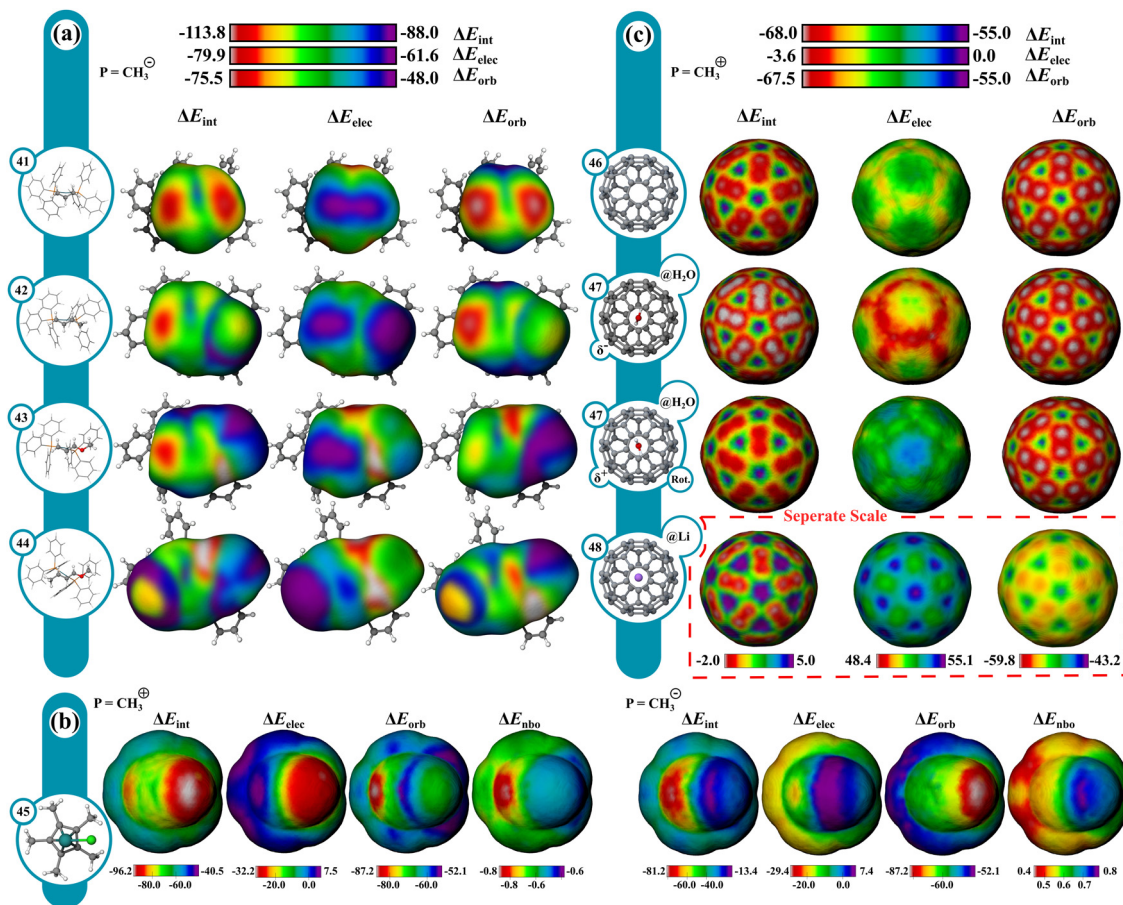 (a)
P = CH3⊖
-113.8 -88.0 ΔEint
-79.9 -61.6 ΔEelec
-75.5 -48.0 ΔEorb
ΔEint ΔEelec ΔEorb
41
42
43
44
(c)
P = CH3⊕
-68.0 -55.0 ΔEint
-3.6 0.0 ΔEelec
-67.5 -55.0 ΔEorb
ΔEint ΔEelec ΔEorb
46
47 @H2O
δ-
47 @H2O
δ+ Rot.
Seperate Scale
48 @Li
-2.0 5.0 48.4 55.1 -59.8 -43.2
(b)
P = CH3⊕
ΔEint ΔEelec ΔEorb ΔEnbo
45
-96.2 -40.5 -32.2 7.5 -87.2 -52.1 -0.8 -0.6
-80.0 -60.0 -20.0 0.0 -80.0 -60.0 -0.8 -0.6
P = CH3⊖
ΔEint ΔEelec ΔEorb ΔEnbo
-81.2 -13.4 -29.4 7.4 -87.2 -52.1 0.4 0.8
-60.0 -40.0 -20.0 0.0 -60.0 0.5 0.6 0.7